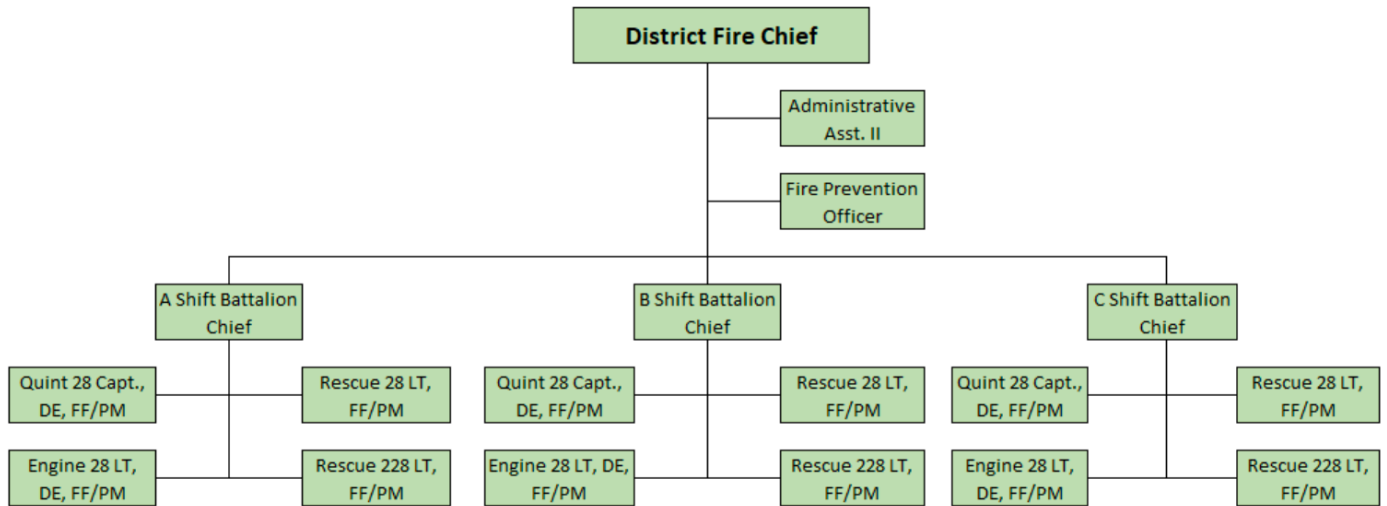 District Fire Chief
Administrative
Asst. II
Fire Prevention
Officer
A Shift Battalion
Chief
B Shift Battalion
Chief
C Shift Battalion
Chief
Quint 28 Capt.,
DE, FF/PM
Rescue 28 LT,
FF/PM
Quint 28 Capt.,
DE, FF/PM
Rescue 28 LT,
FF/PM
Quint 28 Capt.,
DE, FF/PM
Rescue 28 LT,
FF/PM
Engine 28 LT,
DE, FF/PM
Rescue 228 LT,
FF/PM
Engine 28 LT, DE,
FF/PM
Rescue 228 LT,
FF/PM
Engine 28 LT,
DE, FF/PM
Rescue 228 LT,
FF/PM